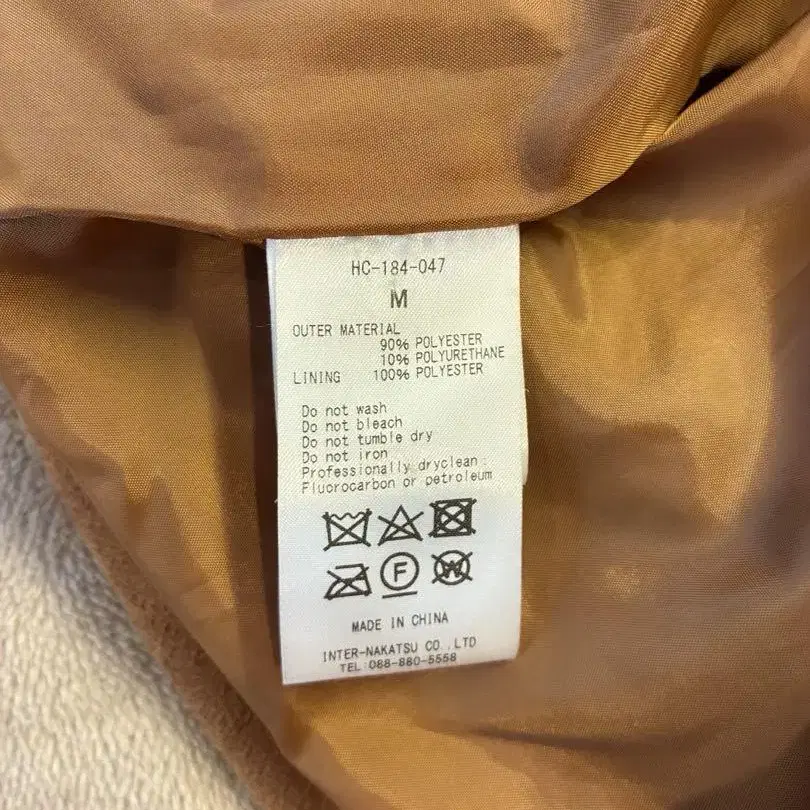 HC-184-047
M
OUTER MATERIAL
90% POLYESTER
10% POLYURETHANE
LINING 100% POLYESTER
Do not wash
Do not bleach
Do not tumble dry
Do not iron
Professionally dryclean :
Fluorocarbon or petroleum
F W
MADE IN CHINA
INTER-NAKATSU CO.,LTD
TEL:088-880-5558